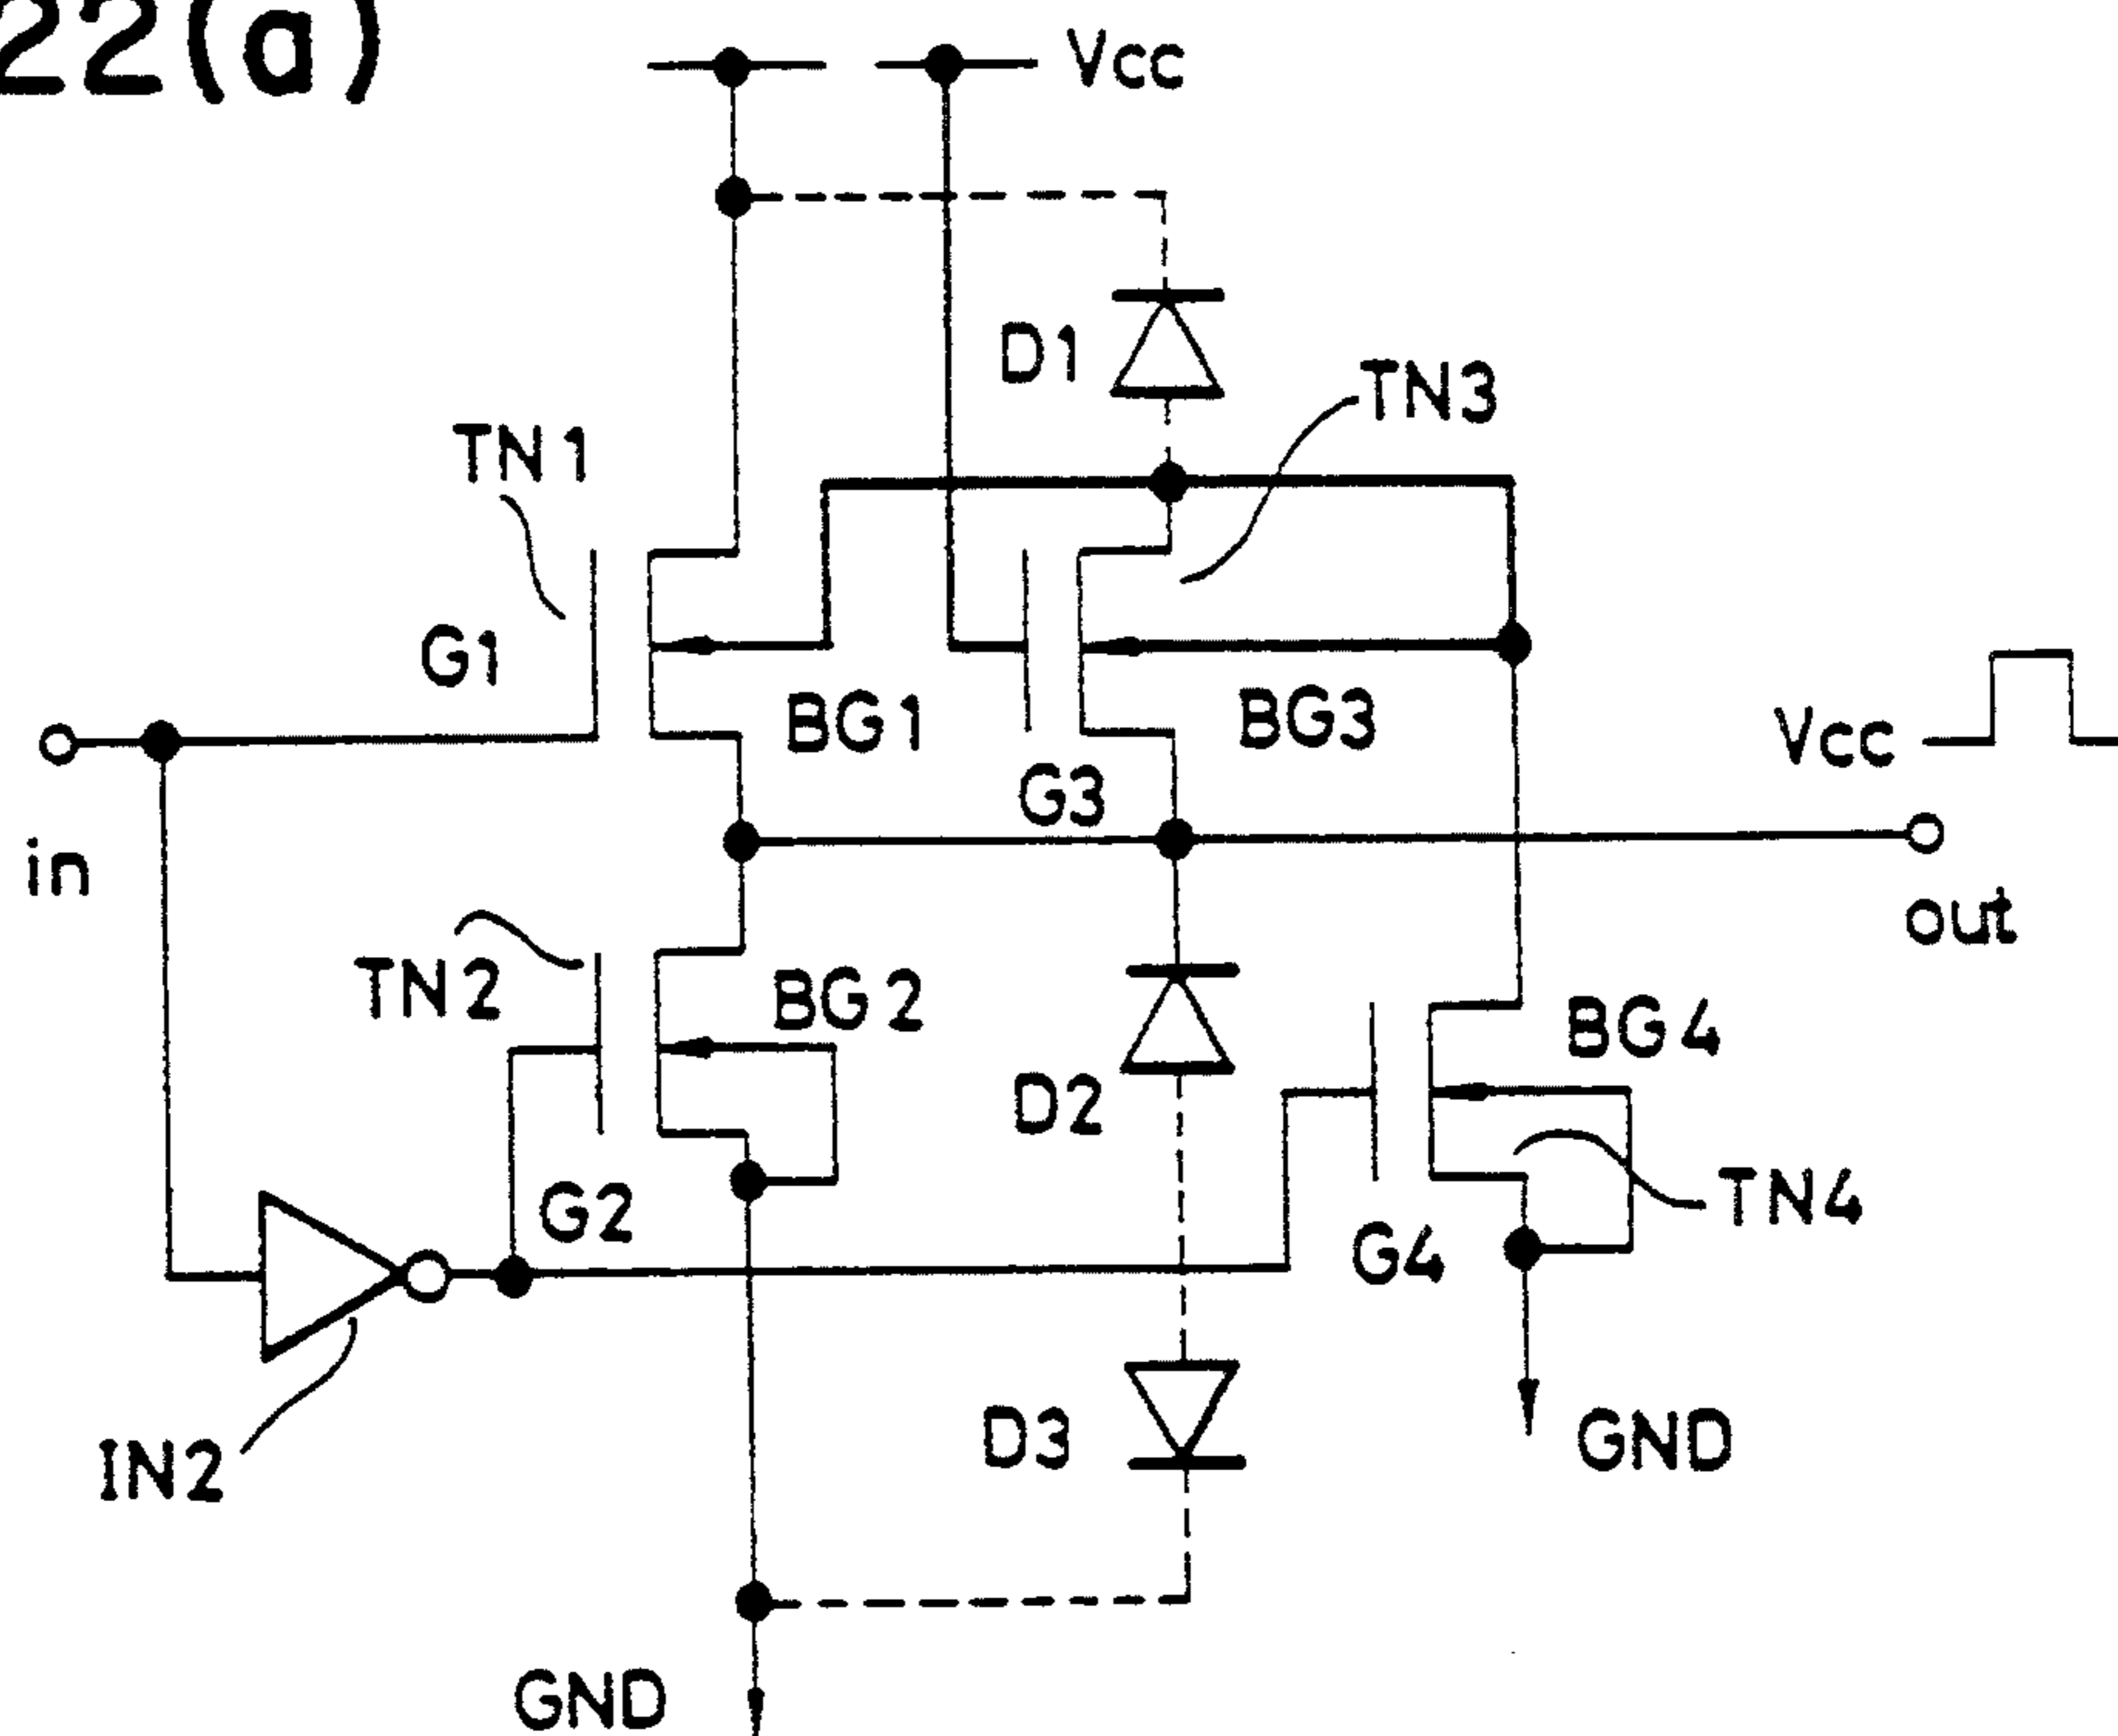 22(a)
Vcc
D1
TN3
TN1
G1
BG1
BG3
Vcc
G3
in
out
TN2
BG2
BG4
D2
TN4
G2
G4
D3
GND
IN2
GND